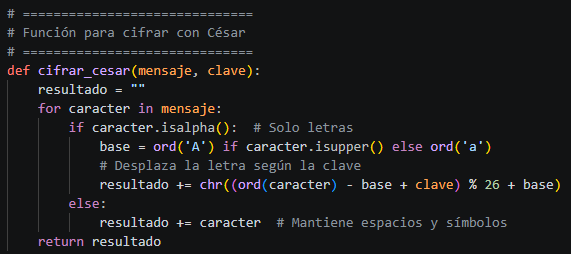 # ==============================
# Función para cifrar con César
# ==============================
def cifrar_cesar(mensaje, clave):
    resultado = ""
    for caracter in mensaje:
        if caracter.isalpha():  # Solo letras
            base = ord('A') if caracter.isupper() else ord('a')
            # Desplaza la letra según la clave
            resultado += chr((ord(caracter) - base + clave) % 26 + base)
        else:
            resultado += caracter  # Mantiene espacios y símbolos
    return resultado